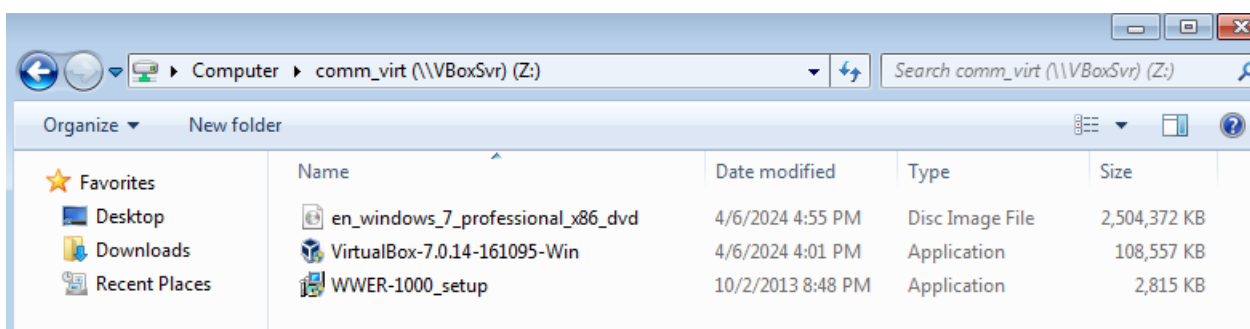 Computer comm_virt (\\VBoxSvr) (Z:) Search comm_virt (\\VBoxSvr) (Z:)
Organize New folder
Favorites
Desktop
Downloads
Recent Places
Name Date modified Type Size
en_windows_7_professional_x86_dvd 4/6/2024 4:55 PM Disc Image File 2,504,372 KB
VirtualBox-7.0.14-161095-Win 4/6/2024 4:01 PM Application 108,557 KB
WWER-1000_setup 10/2/2013 8:48 PM Application 2,815 KB